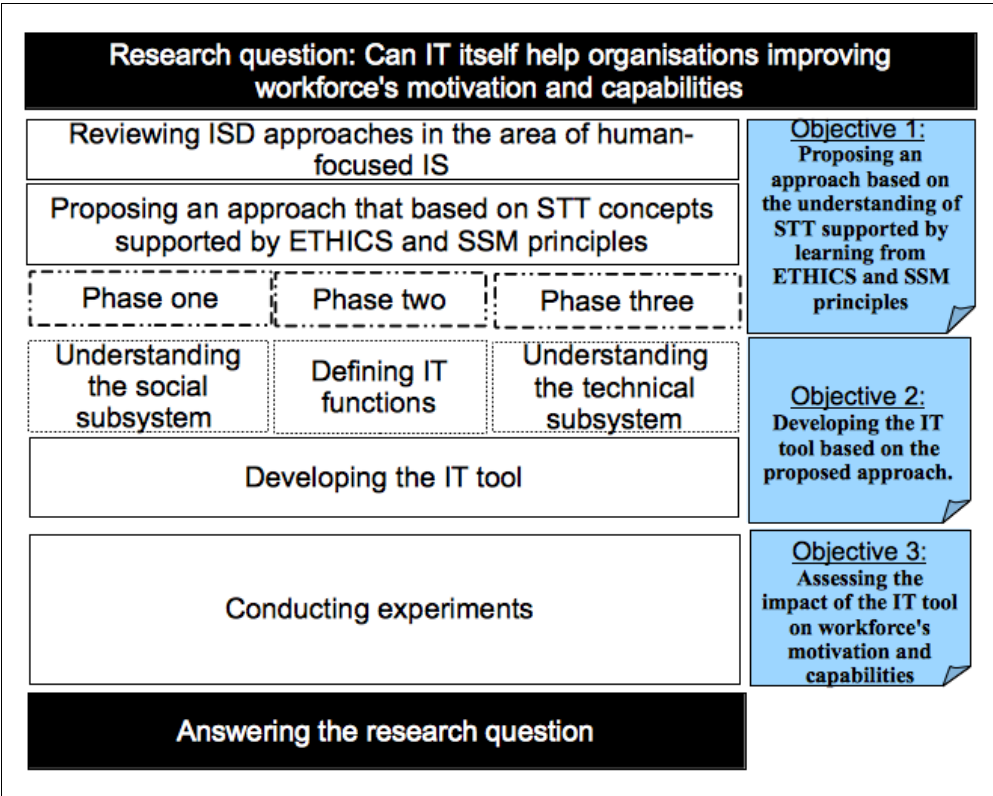 Research question: Can IT itself help organisations improving
workforce's motivation and capabilities
Reviewing ISD approaches in the area of human-
focused IS
Proposing an approach that based on STT concepts
supported by ETHICS and SSM principles
Phase one
Phase two
Phase three
Objective 1:
Proposing an
approach based on
the understanding of
STT supported by
learning from
ETHICS and SSM
principles
Understanding
the social
subsystem
Defining IT
functions
Understanding
the technical
subsystem
Developing the IT tool
Objective 2:
Developing the IT
tool based on the
proposed approach.
Conducting experiments
Objective 3:
Assessing the
impact of the IT tool
on workforce's
motivation and
capabilities
Answering the research question